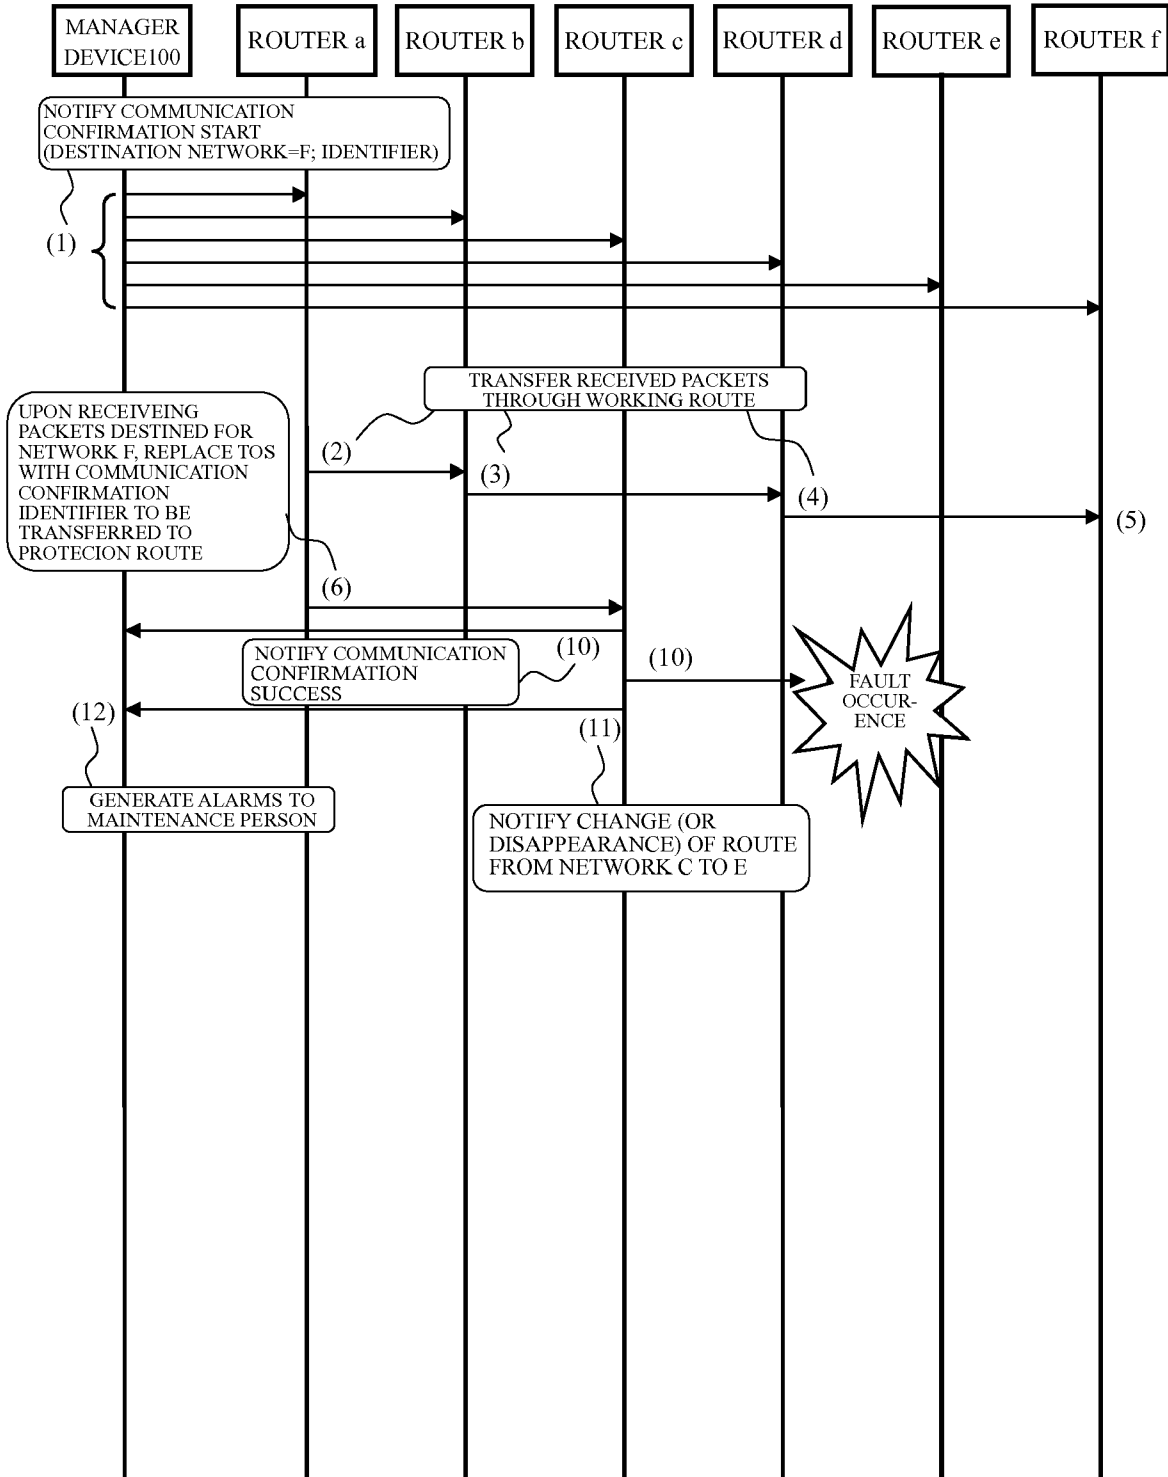 MANAGER
DEVICE100
ROUTER a
ROUTER b
ROUTER c
ROUTER d
ROUTER e
ROUTER f
NOTIFY COMMUNICATION
CONFIRMATION START
(DESTINATION NETWORK=F; IDENTIFIER)
(1)
TRANSFER RECEIVED PACKETS
THROUGH WORKING ROUTE
UPON RECEIVEING
PACKETS DESTINED FOR
NETWORK F, REPLACE TOS
WITH COMMUNICATION
CONFIRMATION
IDENTIFIER TO BE
TRANSFERRED TO
PROTECION ROUTE
(2)
(3)
(4)
(5)
(6)
NOTIFY COMMUNICATION
CONFIRMATION
SUCCESS
(10)
(10)
FAULT
OCCUR-
ENCE
(12)
(11)
GENERATE ALARMS TO
MAINTENANCE PERSON
NOTIFY CHANGE (OR
DISAPPEARANCE) OF ROUTE
FROM NETWORK C TO E